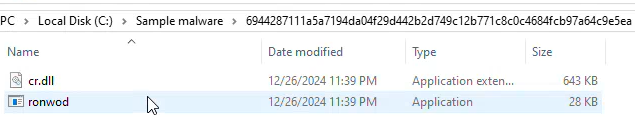 PC > Local Disk (C:) > Sample malware > 6944287111a5a7194da04f29d442b2d749c12b771c8c0c4684fcb97a64c9e5ea
Name Date modified Type Size
cr.dll 12/26/2024 11:39 PM Application exten... 643 KB
ronwod 12/26/2024 11:39 PM Application 28 KB